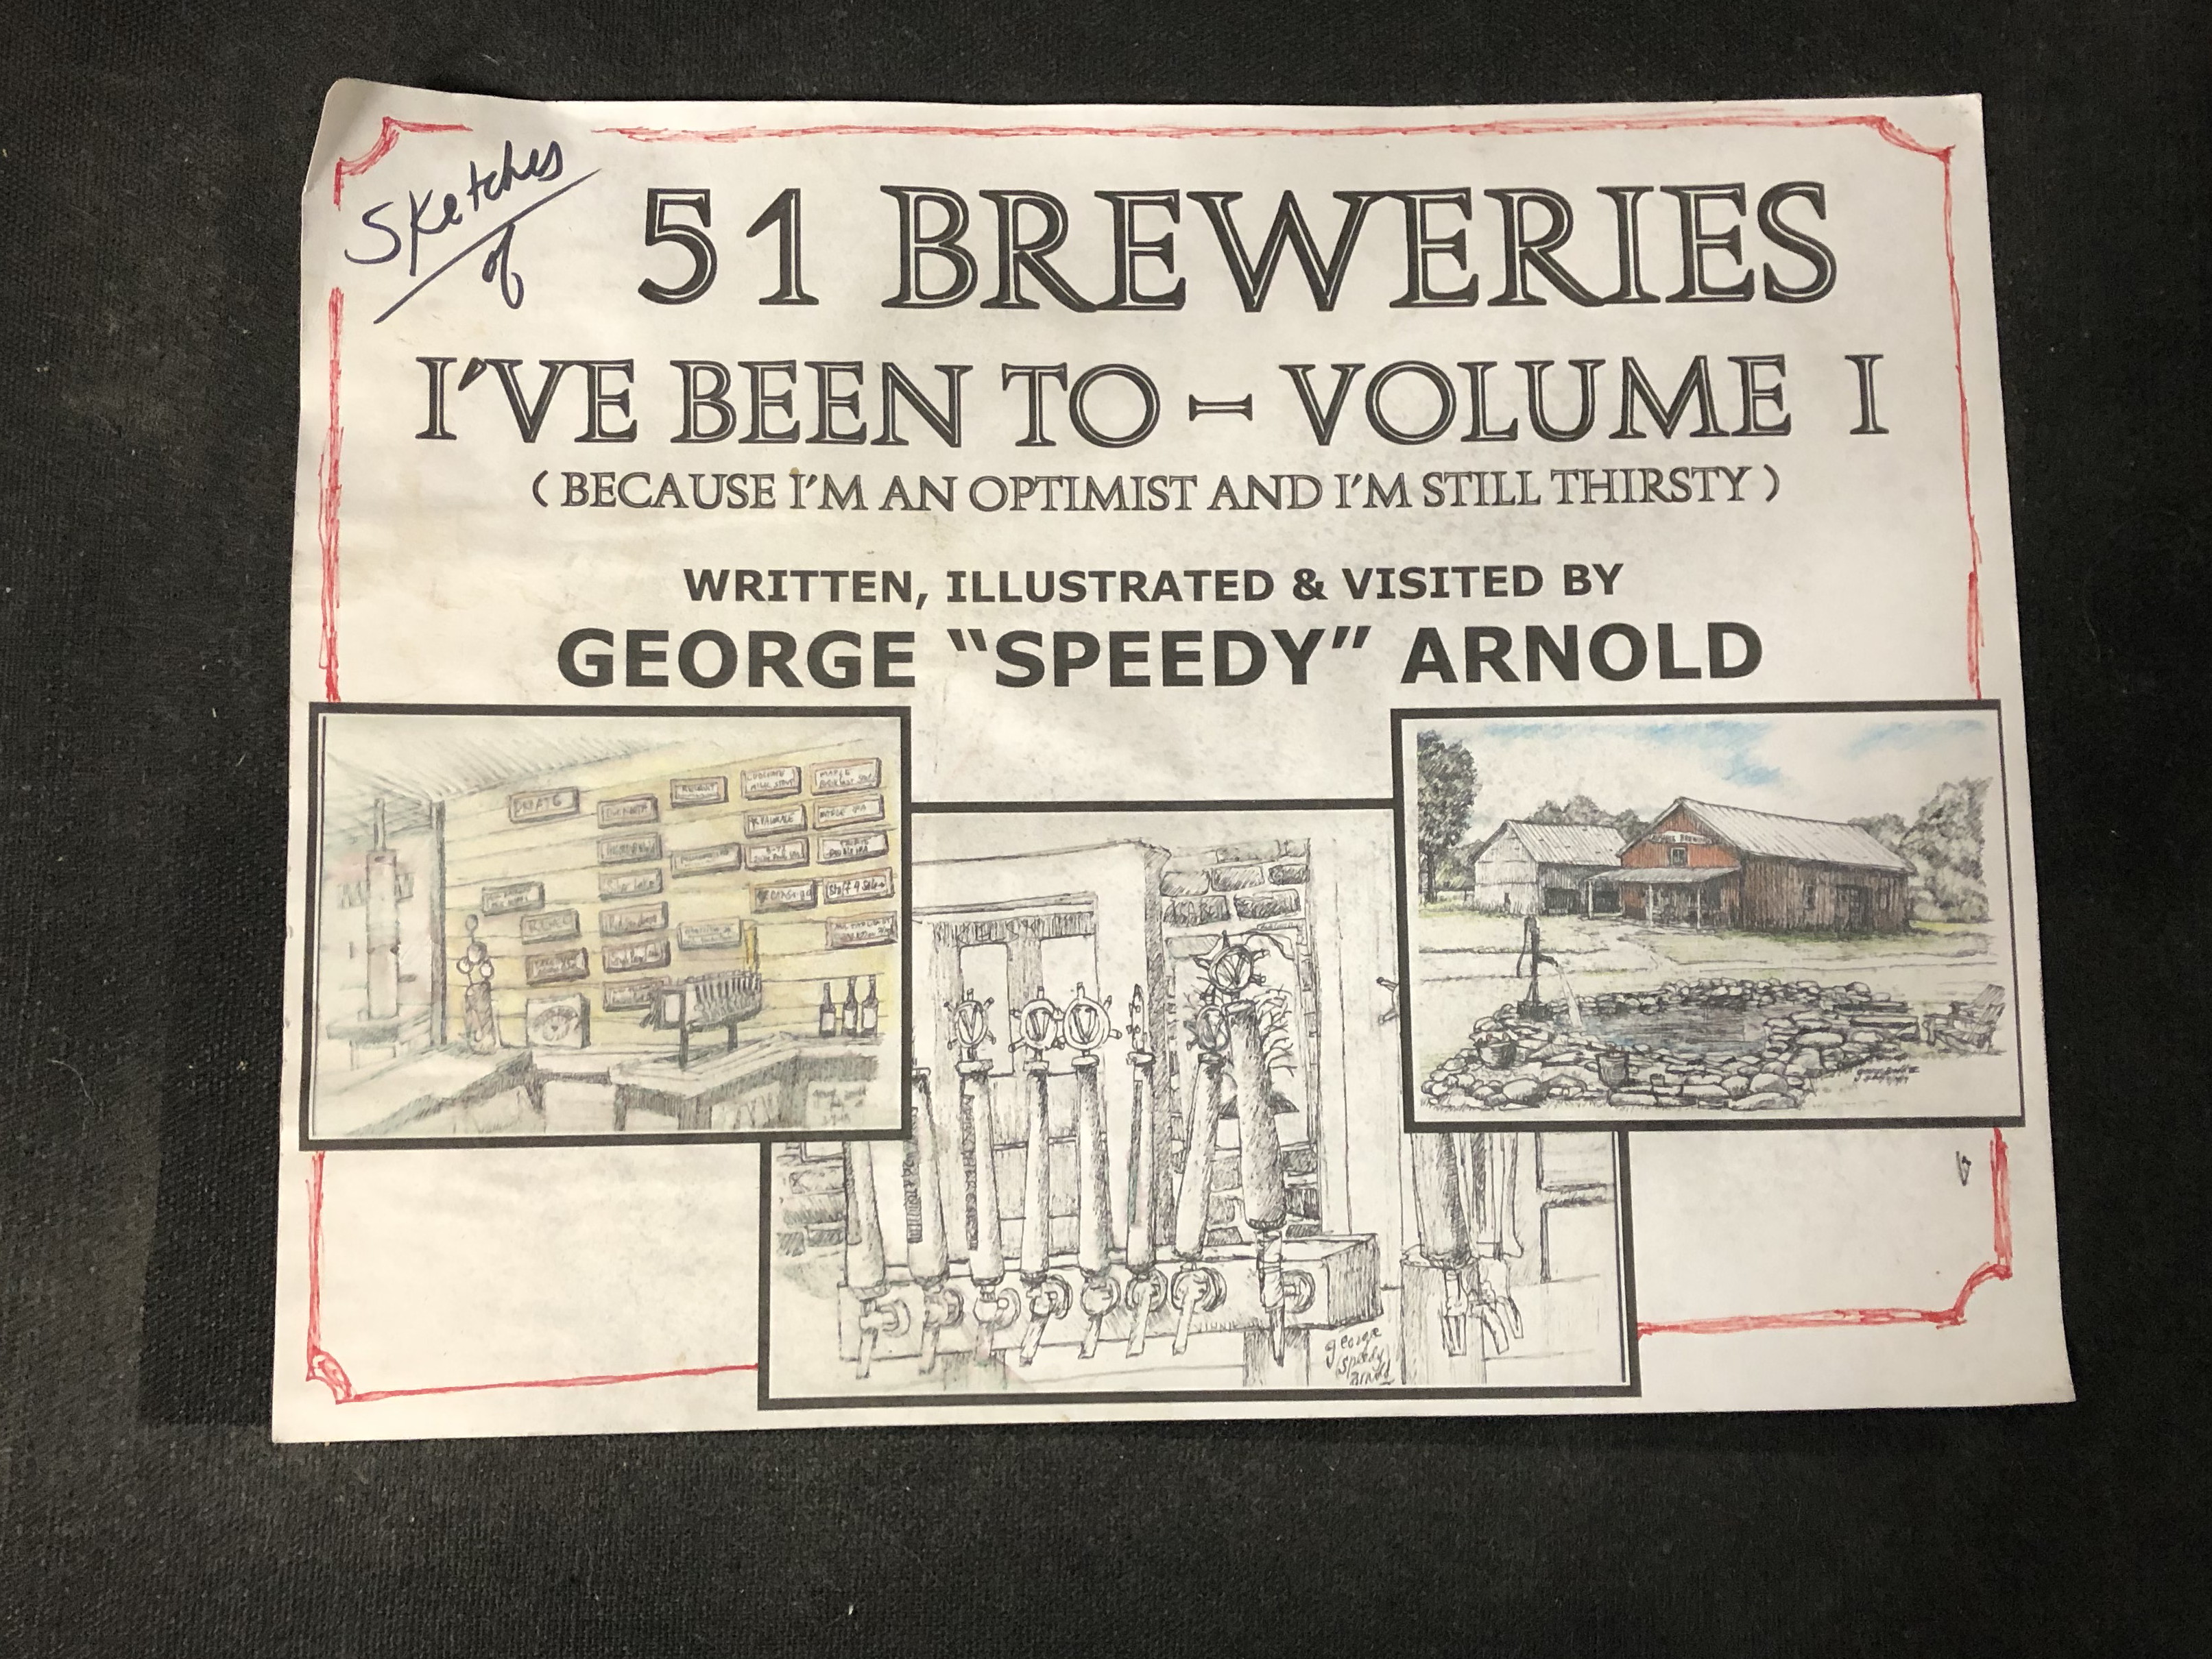 Sketches
of
51 BREWERIES
I'VE BEEN TO – VOLUME I
( BECAUSE I'M AN OPTIMIST AND I'M STILL THIRSTY )
WRITTEN, ILLUSTRATED & VISITED BY
GEORGE “SPEEDY” ARNOLD
MAPLE
george
Speedy
Arnold